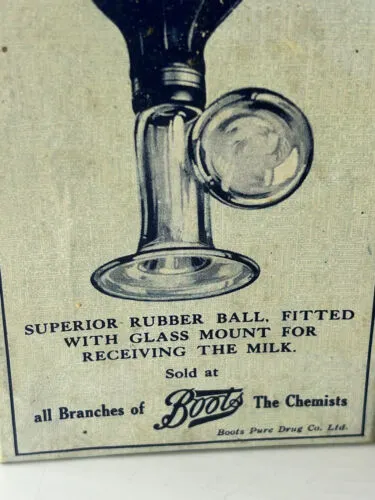 SUPERIOR RUBBER BALL, FITTED
WITH GLASS MOUNT FOR
RECEIVING THE MILK.
Sold at
all Branches of Boots The Chemists
Boots Pure Drug Co. Ltd.